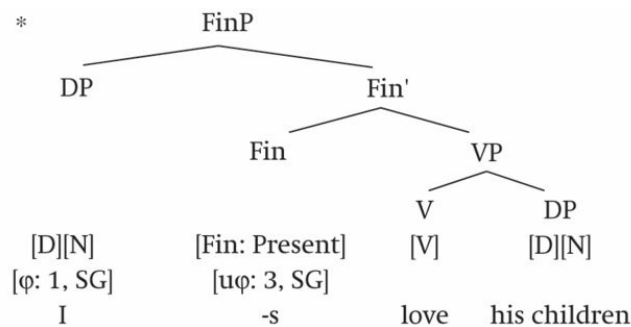 * FinP
DP Fin'
Fin VP
V DP
[D][N] [Fin: Present] [V] [D][N]
[φ: 1, SG] [uφ: 3, SG]
I -s love his children